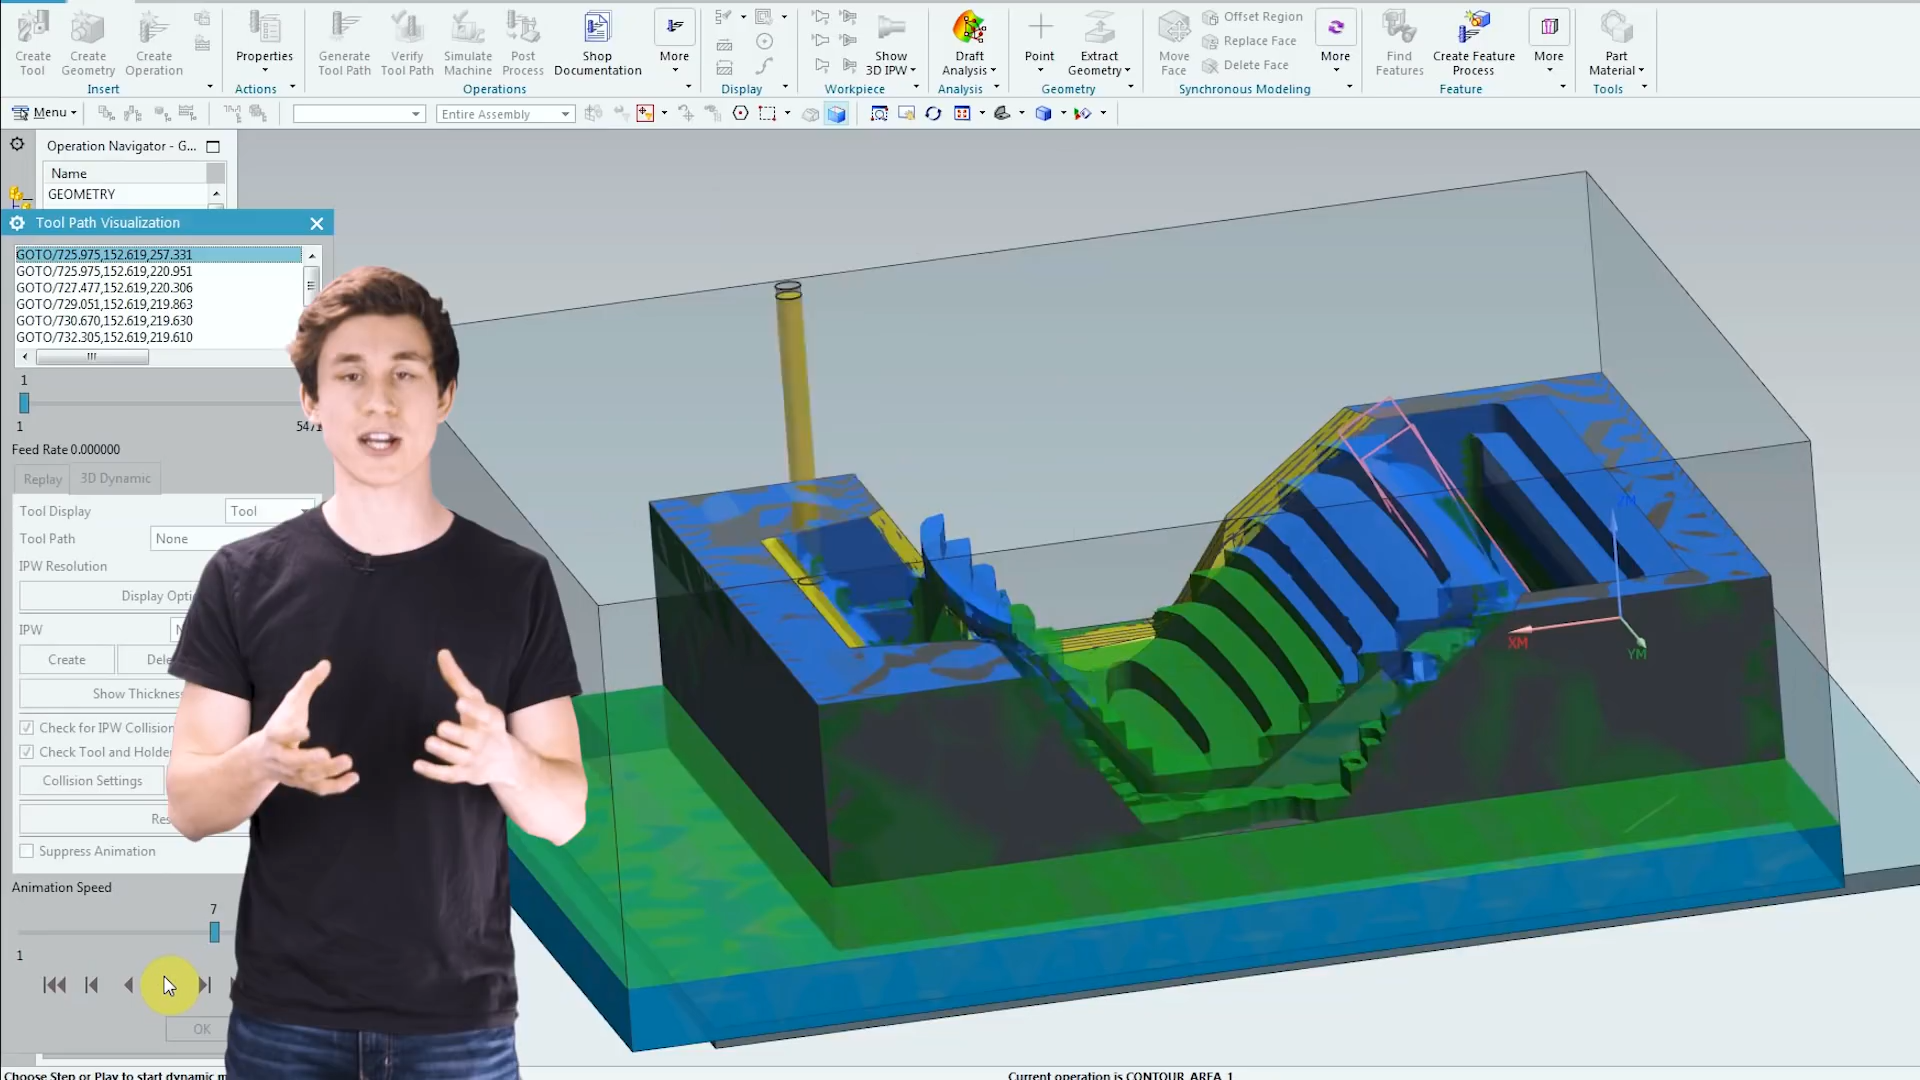 Create Tool
Create Geometry
Create Operation
Insert
Properties
Actions
Generate Tool Path
Verify Tool Path
Simulate Machine
Post Process
Shop Documentation
More
Operations
Display
Show 3D IPW
Workpiece
Draft Analysis
Analysis
Point
Extract Geometry
Geometry
Move Face
Offset Region
Replace Face
Delete Face
More
Synchronous Modeling
Find Features
Create Feature Process
More
Feature
Part Material
Tools
Menu
Entire Assembly
Operation Navigator - G...
Name
GEOMETRY
Tool Path Visualization
GOTO/725.975,152.619,257.331
GOTO/725.975,152.619,220.951
GOTO/727.477,152.619,220.306
GOTO/729.051,152.619,219.863
GOTO/730.670,152.619,219.630
GOTO/732.305,152.619,219.610
1
1
5471
Feed Rate 0.000000
Replay
3D Dynamic
Tool Display
Tool
Tool Path
None
IPW Resolution
Display Opti
IPW
N
Create
Dele
Show Thickness
Check for IPW Collision
Check Tool and Holde
Collision Settings
Res
Suppress Animation
Animation Speed
7
1
OK
Choose Step or Play to start dynamic m
Current operation is CONTOUR_AREA_1
ZM
XM
YM